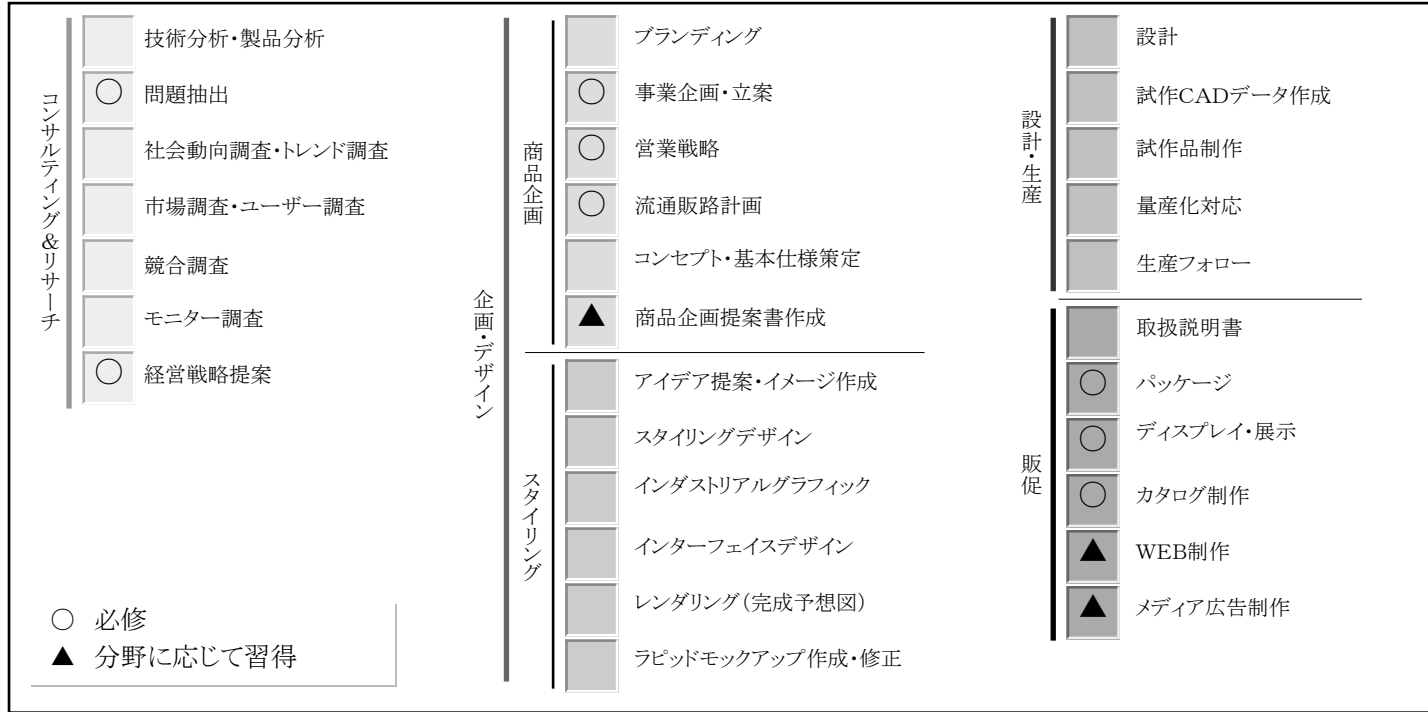 コンサルティング&リサーチ
技術分析・製品分析
○ 問題抽出
社会動向調査・トレンド調査
市場調査・ユーザー調査
競合調査
モニター調査
○ 経営戦略提案
企画・デザイン
商品企画
ブランディング
○ 事業企画・立案
○ 営業戦略
○ 流通販路計画
コンセプト・基本仕様策定
▲ 商品企画提案書作成
スタイリング
アイデア提案・イメージ作成
スタイリングデザイン
インダストリアルグラフィック
インターフェイスデザイン
レンダリング(完成予想図)
ラピッドモックアップ作成・修正
設計・生産
設計
試作CADデータ作成
試作品制作
量産化対応
生産フォロー
販促
取扱説明書
○ パッケージ
○ ディスプレイ・展示
○ カタログ制作
▲ WEB制作
▲ メディア広告制作
○ 必修
▲ 分野に応じて習得